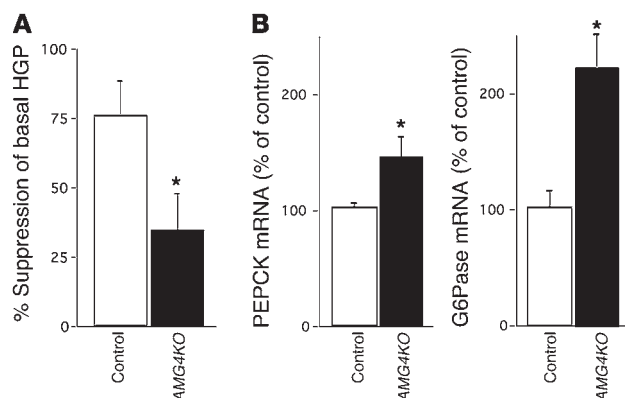 A
% Suppression of basal HGP
100
75
50
25
0
*
Control
AMG4KO
B
PEPCK mRNA (% of control)
200
100
0
*
Control
AMG4KO
G6Pase mRNA (% of control)
200
100
0
*
Control
AMG4KO